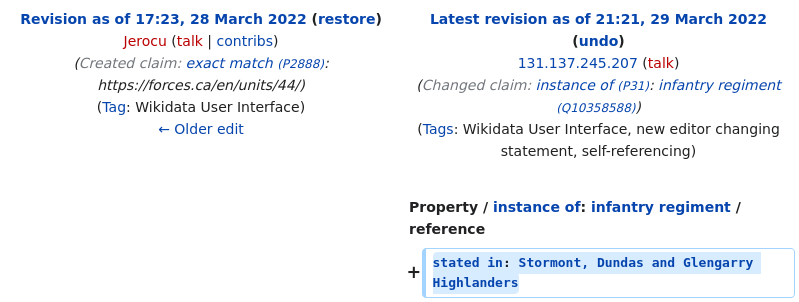 Revision as of 17:23, 28 March 2022 (restore)
Jerocu (talk | contribs)
(Created claim: exact match (P2888):
https://forces.ca/en/units/44/)
(Tag: Wikidata User Interface)
← Older edit
Latest revision as of 21:21, 29 March 2022
(undo)
131.137.245.207 (talk)
(Changed claim: instance of (P31): infantry regiment
(Q10358588))
(Tags: Wikidata User Interface, new editor changing
statement, self-referencing)
Property / instance of: infantry regiment /
reference
+ stated in: Stormont, Dundas and Glengarry
Highlanders